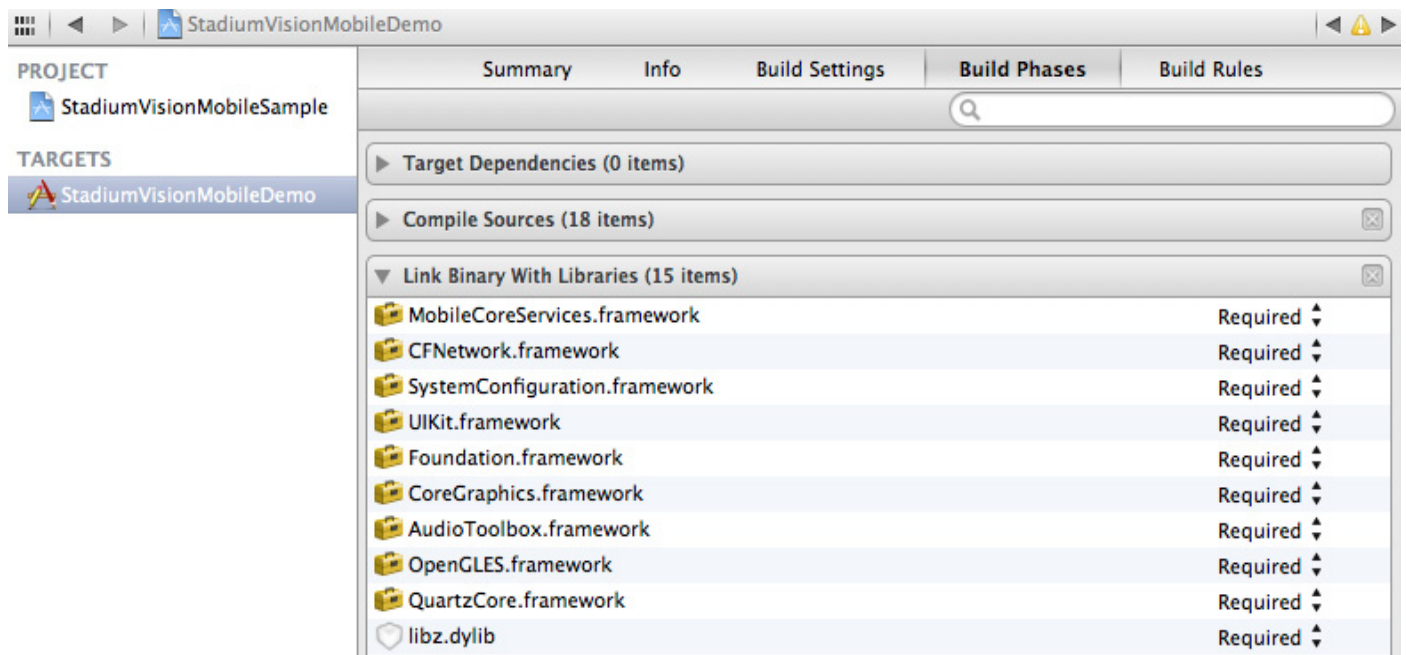 StadiumVisionMobileDemo
PROJECT
StadiumVisionMobileSample
TARGETS
StadiumVisionMobileDemo
Summary Info Build Settings Build Phases Build Rules
Target Dependencies (0 items)
Compile Sources (18 items)
Link Binary With Libraries (15 items)
MobileCoreServices.framework Required
CFNetwork.framework Required
SystemConfiguration.framework Required
UIKit.framework Required
Foundation.framework Required
CoreGraphics.framework Required
AudioToolbox.framework Required
OpenGLES.framework Required
QuartzCore.framework Required
libz.dylib Required